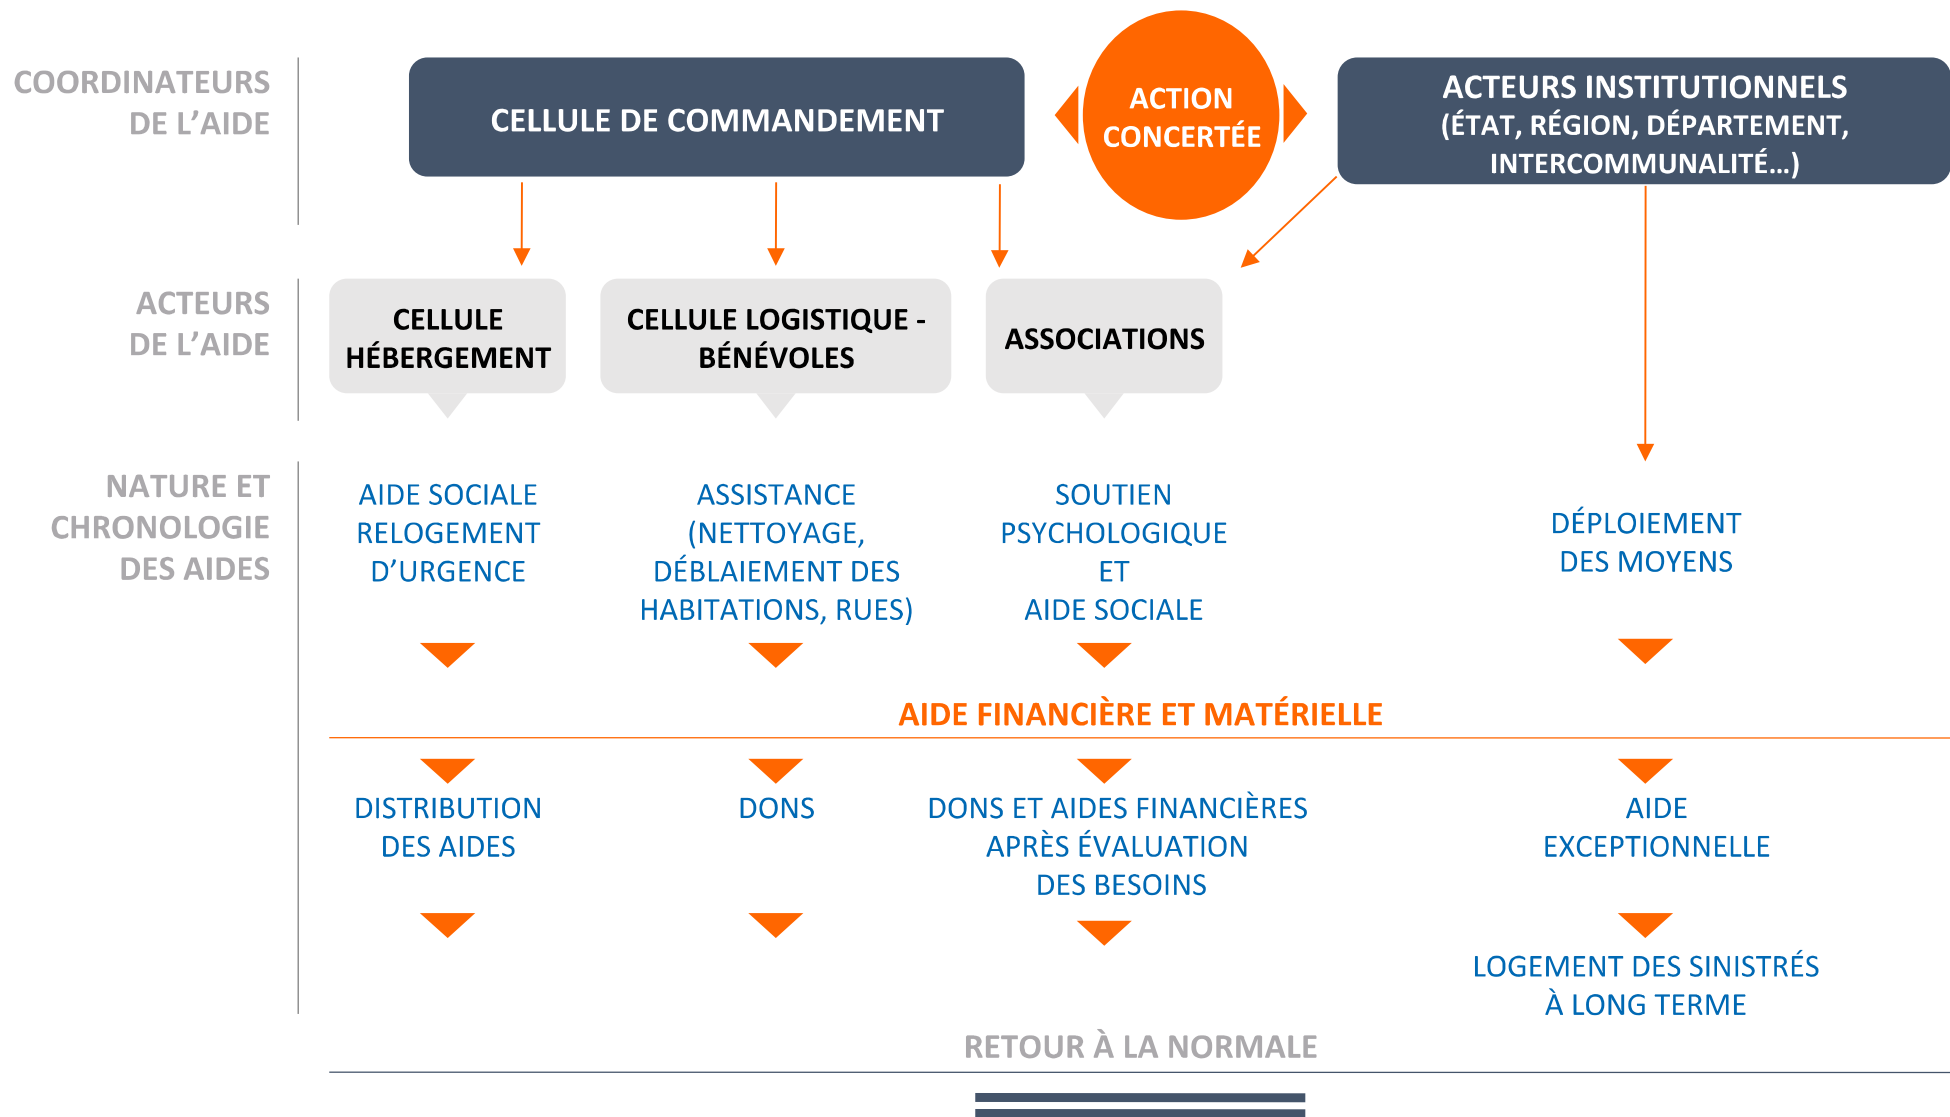 COORDINATEURS
DE L’AIDE
CELLULE DE COMMANDEMENT
ACTION
CONCERTÉE
ACTEURS INSTITUTIONNELS
(ÉTAT, RÉGION, DÉPARTEMENT,
INTERCOMMUNALITÉ…)
ACTEURS
DE L’AIDE
CELLULE
HÉBERGEMENT
CELLULE LOGISTIQUE -
BÉNÉVOLES
ASSOCIATIONS
NATURE ET
CHRONOLOGIE
DES AIDES
AIDE SOCIALE
RELOGEMENT
D’URGENCE
ASSISTANCE
(NETTOYAGE,
DÉBLAIEMENT DES
HABITATIONS, RUES)
SOUTIEN
PSYCHOLOGIQUE
ET
AIDE SOCIALE
DÉPLOIEMENT
DES MOYENS
AIDE FINANCIÈRE ET MATÉRIELLE
DISTRIBUTION
DES AIDES
DONS
DONS ET AIDES FINANCIÈRES
APRÈS ÉVALUATION
DES BESOINS
AIDE
EXCEPTIONNELLE
LOGEMENT DES SINISTRÉS
À LONG TERME
RETOUR À LA NORMALE